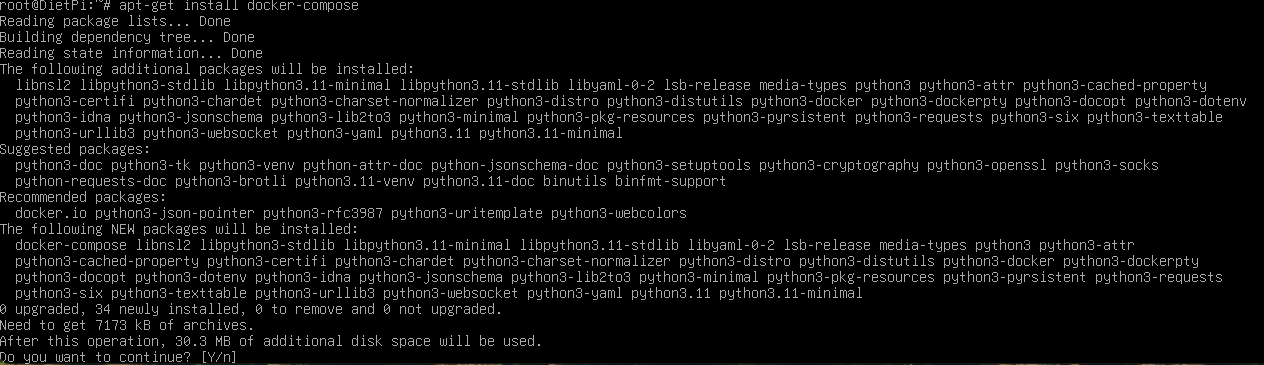 root@DietPi:~# apt-get install docker-compose
Reading package lists... Done
Building dependency tree... Done
Reading state information... Done
The following additional packages will be installed:
libnsl2 libpython3-stdlib libpython3.11-minimal libpython3.11-stdlib libyaml-0-2 lsb-release media-types python3 python3-attr python3-cached-property
python3-certifi python3-chardet python3-charset-normalizer python3-distro python3-distutils python3-docker python3-dockerpty python3-docopt python3-dotenv
python3-idna python3-jsonschema python3-lib2to3 python3-minimal python3-pkg-resources python3-pyrsistent python3-requests python3-six python3-texttable
python3-urllib3 python3-websocket python3-yaml python3.11 python3.11-minimal
Suggested packages:
python3-doc python3-tk python3-venv python-attr-doc python-jsonschema-doc python3-setuptools python3-cryptography python3-openssl python3-socks
python-requests-doc python3-brotli python3.11-venv python3.11-doc binutils binfmt-support
Recommended packages:
docker.io python3-json-pointer python3-rfc3987 python3-uritemplate python3-webcolors
The following NEW packages will be installed:
docker-compose libnsl2 libpython3-stdlib libpython3.11-minimal libpython3.11-stdlib libyaml-0-2 lsb-release media-types python3 python3-attr
python3-cached-property python3-certifi python3-chardet python3-charset-normalizer python3-distro python3-distutils python3-docker python3-dockerpty
python3-docopt python3-dotenv python3-idna python3-jsonschema python3-lib2to3 python3-minimal python3-pkg-resources python3-pyrsistent python3-requests
python3-six python3-texttable python3-urllib3 python3-websocket python3-yaml python3.11 python3.11-minimal
0 upgraded, 34 newly installed, 0 to remove and 0 not upgraded.
Need to get 7173 kB of archives.
After this operation, 30.3 MB of additional disk space will be used.
Do you want to continue? [Y/n]